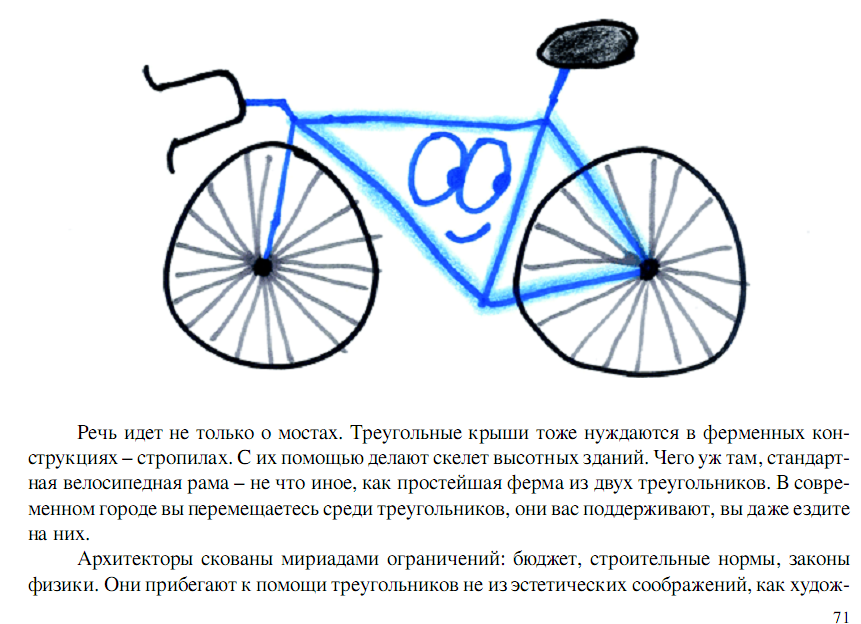 Речь идет не только о мостах. Треугольные крыши тоже нуждаются в ферменных кон-
струкциях – стропилах. С их помощью делают скелет высотных зданий. Чего уж там, стандарт-
ная велосипедная рама – не что иное, как простейшая ферма из двух треугольников. В совре-
менном городе вы перемещаетесь среди треугольников, они вас поддерживают, вы даже ездите
на них.
Архитекторы скованы мириадами ограничений: бюджет, строительные нормы, законы
физики. Они прибегают к помощи треугольников не из эстетических соображений, как худож-
71